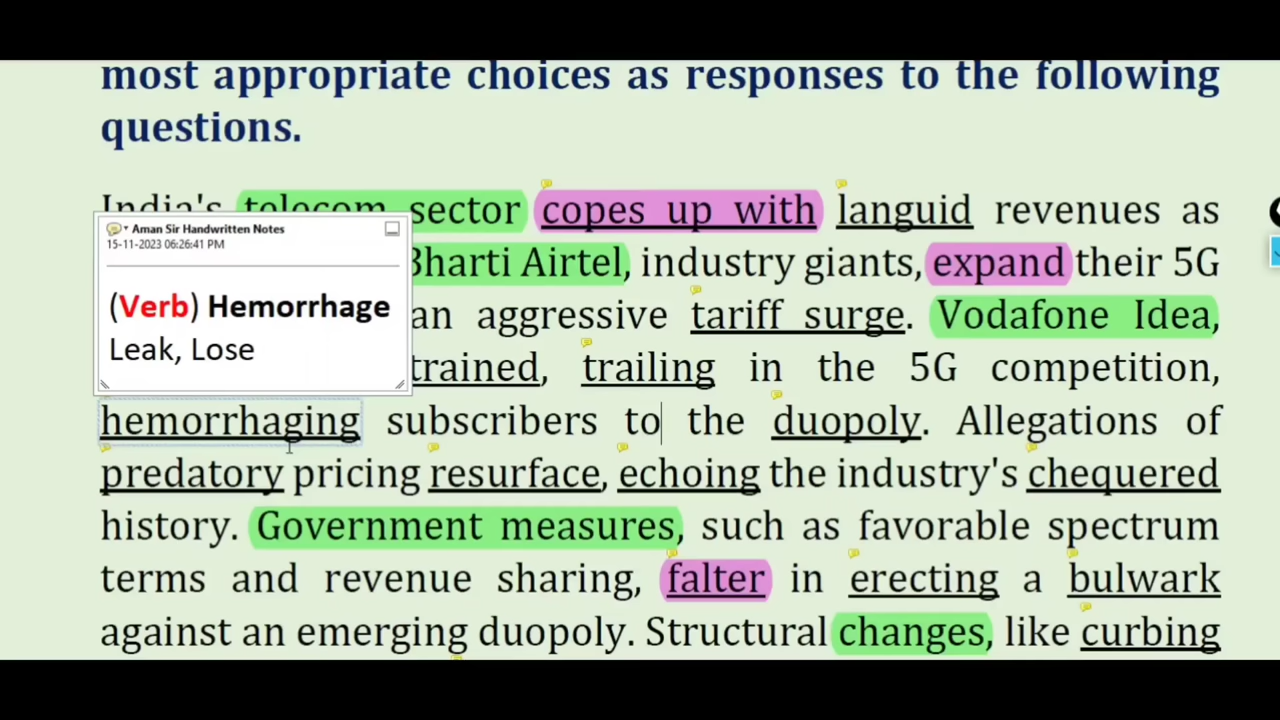 most appropriate choices as responses to the following
questions.
India's telecom sector copes up with languid revenues as
Bharti Airtel, industry giants, expand their 5G
an aggressive tariff surge. Vodafone Idea,
trained, trailing in the 5G competition,
hemorrhaging subscribers to the duopoly. Allegations of
predatory pricing resurface, echoing the industry's chequered
history. Government measures, such as favorable spectrum
terms and revenue sharing, falter in erecting a bulwark
against an emerging duopoly. Structural changes, like curbing
Aman Sir Handwritten Notes
15-11-2023 06:26:41 PM
(Verb) Hemorrhage
Leak, Lose